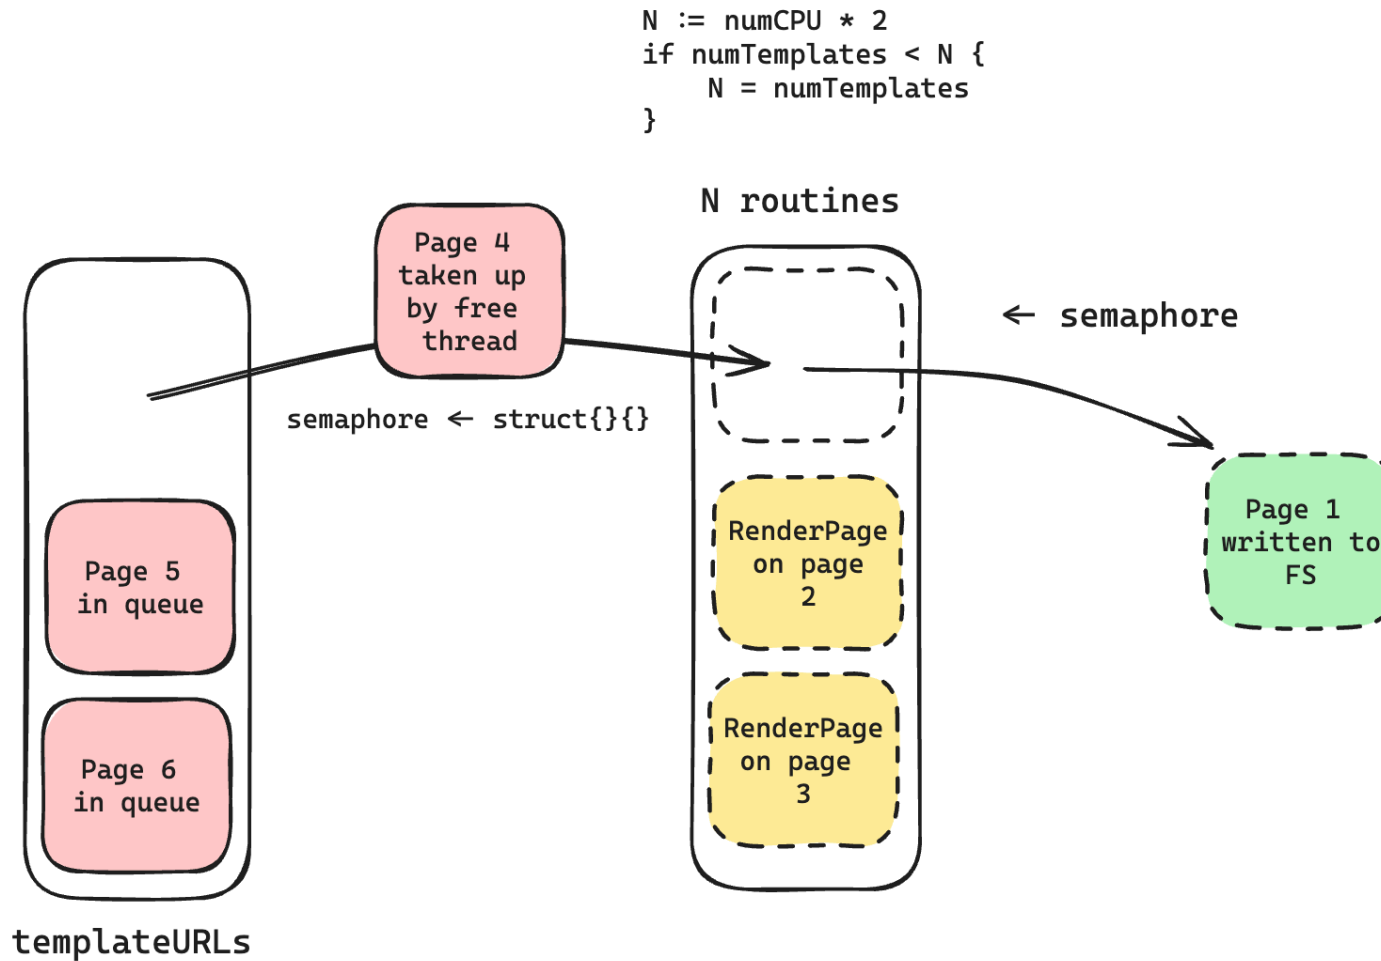 N := numCPU * 2
if numTemplates < N {
    N = numTemplates
}
N routines
Page 4
taken up
by free
thread
← semaphore
semaphore ← struct{}{}
Page 5
in queue
Page 6
in queue
RenderPage
on page
2
RenderPage
on page
3
Page 1
written to
FS
templateURLs